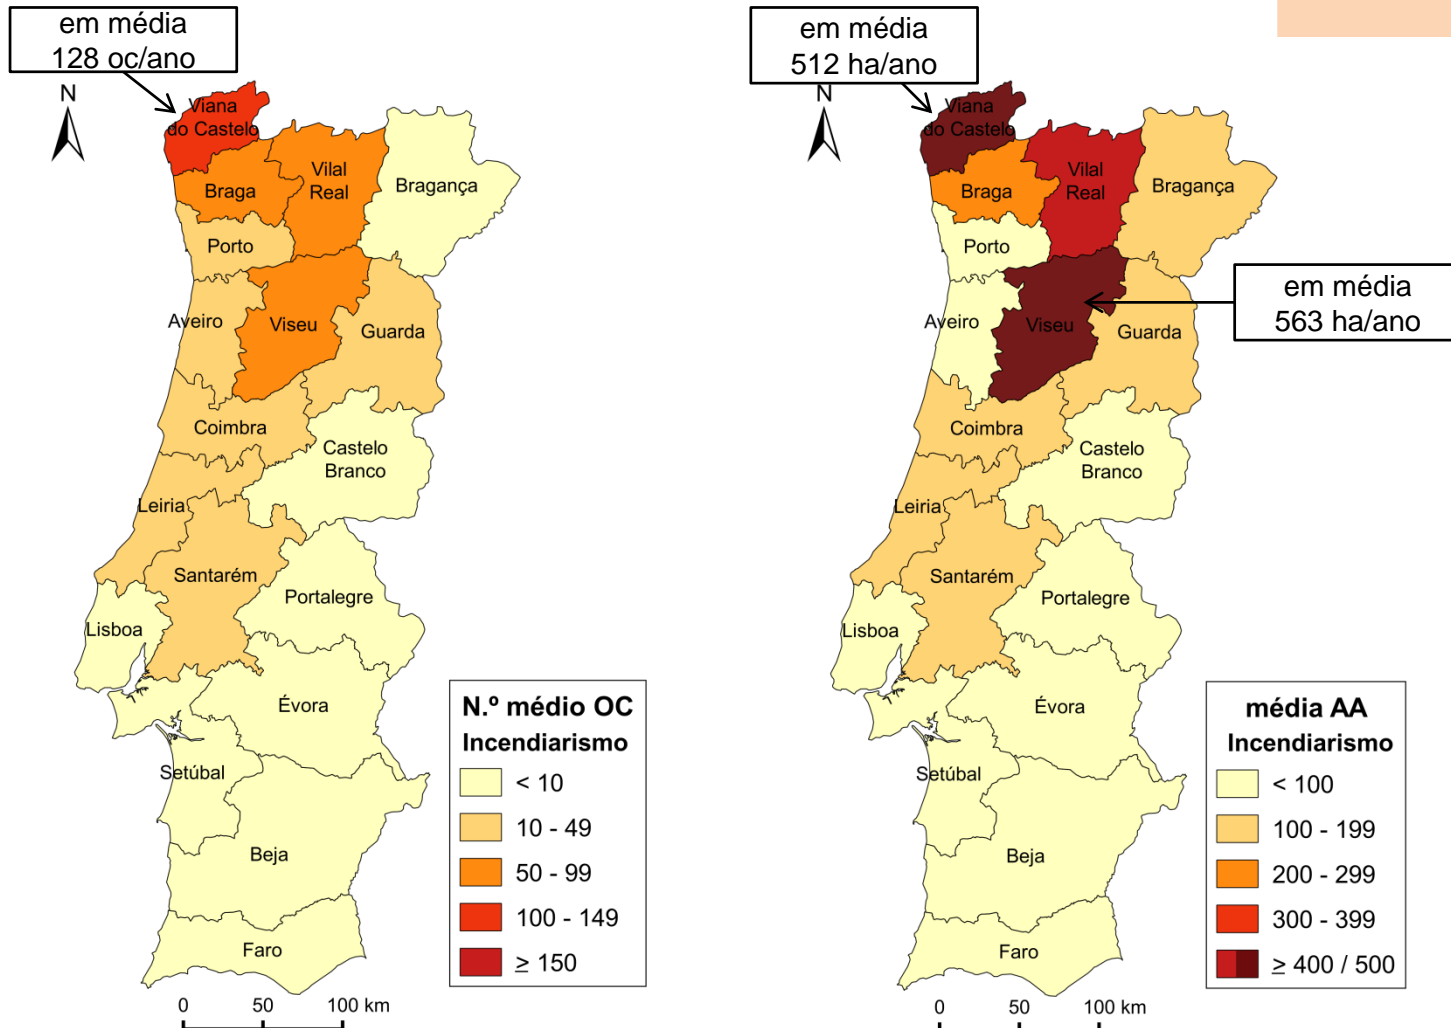 em média
128 oc/ano
N
Viana
do Castelo
Braga
Vilal
Real
Bragança
Porto
Aveiro
Viseu
Guarda
Coimbra
Castelo
Branco
Leiria
Santarém
Portalegre
Lisboa
Évora
Setúbal
Beja
Faro
N.º médio OC
Incendiarismo
< 10
10 - 49
50 - 99
100 - 149
≥ 150
0 50 100 km
em média
512 ha/ano
N
Viana
do Castelo
Braga
Vilal
Real
Bragança
Porto
em média
563 ha/ano
Aveiro
Viseu
Guarda
Coimbra
Castelo
Branco
Leiria
Santarém
Portalegre
Lisboa
Évora
Setúbal
Beja
Faro
média AA
Incendiarismo
< 100
100 - 199
200 - 299
300 - 399
≥ 400 / 500
0 50 100 km